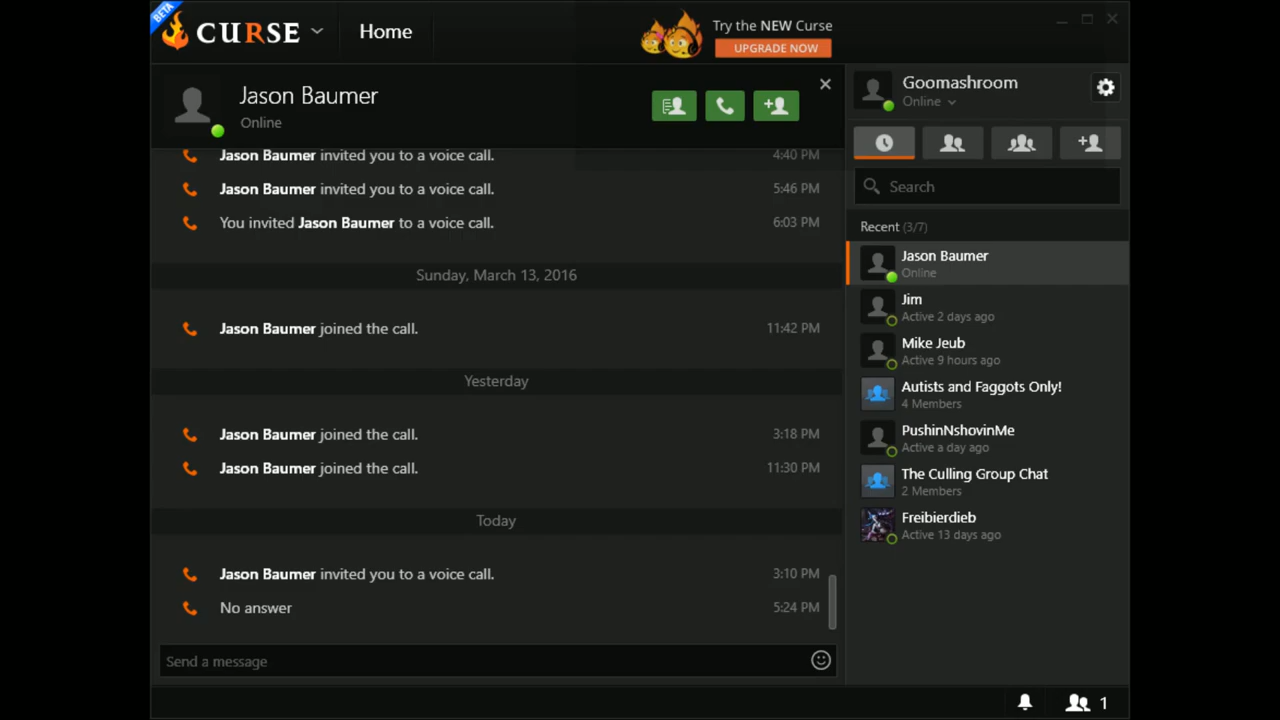 BETA
CURSE
Home
Try the NEW Curse
UPGRADE NOW
Jason Baumer
Online
Jason Baumer invited you to a voice call. 4:40 PM
Jason Baumer invited you to a voice call. 5:46 PM
You invited Jason Baumer to a voice call. 6:03 PM
Sunday, March 13, 2016
Jason Baumer joined the call. 11:42 PM
Yesterday
Jason Baumer joined the call. 3:18 PM
Jason Baumer joined the call. 11:30 PM
Today
Jason Baumer invited you to a voice call. 3:10 PM
No answer 5:24 PM
Send a message
Goomashroom
Online
Search
Recent (3/7)
Jason Baumer
Online
Jim
Active 2 days ago
Mike Jeub
Active 9 hours ago
Autists and Faggots Only!
4 Members
PushinNshovinMe
Active a day ago
The Culling Group Chat
2 Members
Freibierdieb
Active 13 days ago
1